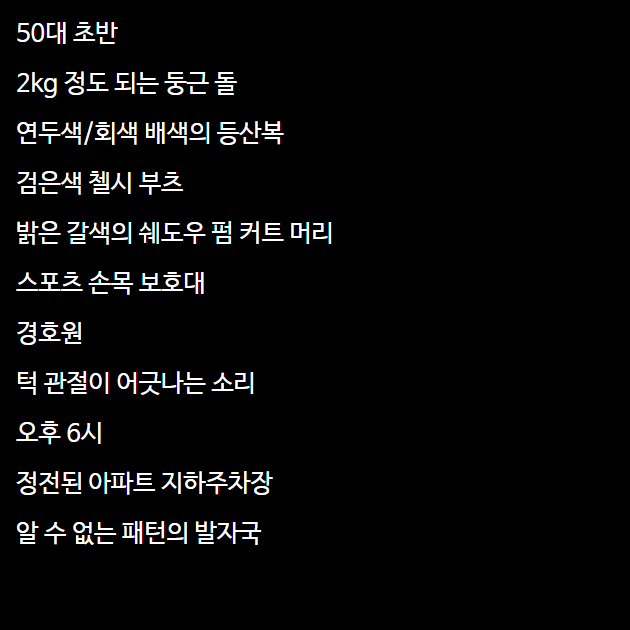 50대 초반
2kg 정도 되는 둥근 돌
연두색/회색 배색의 등산복
검은색 첼시 부츠
밝은 갈색의 쉐도우 펌 커트 머리
스포츠 손목 보호대
경호원
턱 관절이 어긋나는 소리
오후 6시
정전된 아파트 지하주차장
알 수 없는 패턴의 발자국